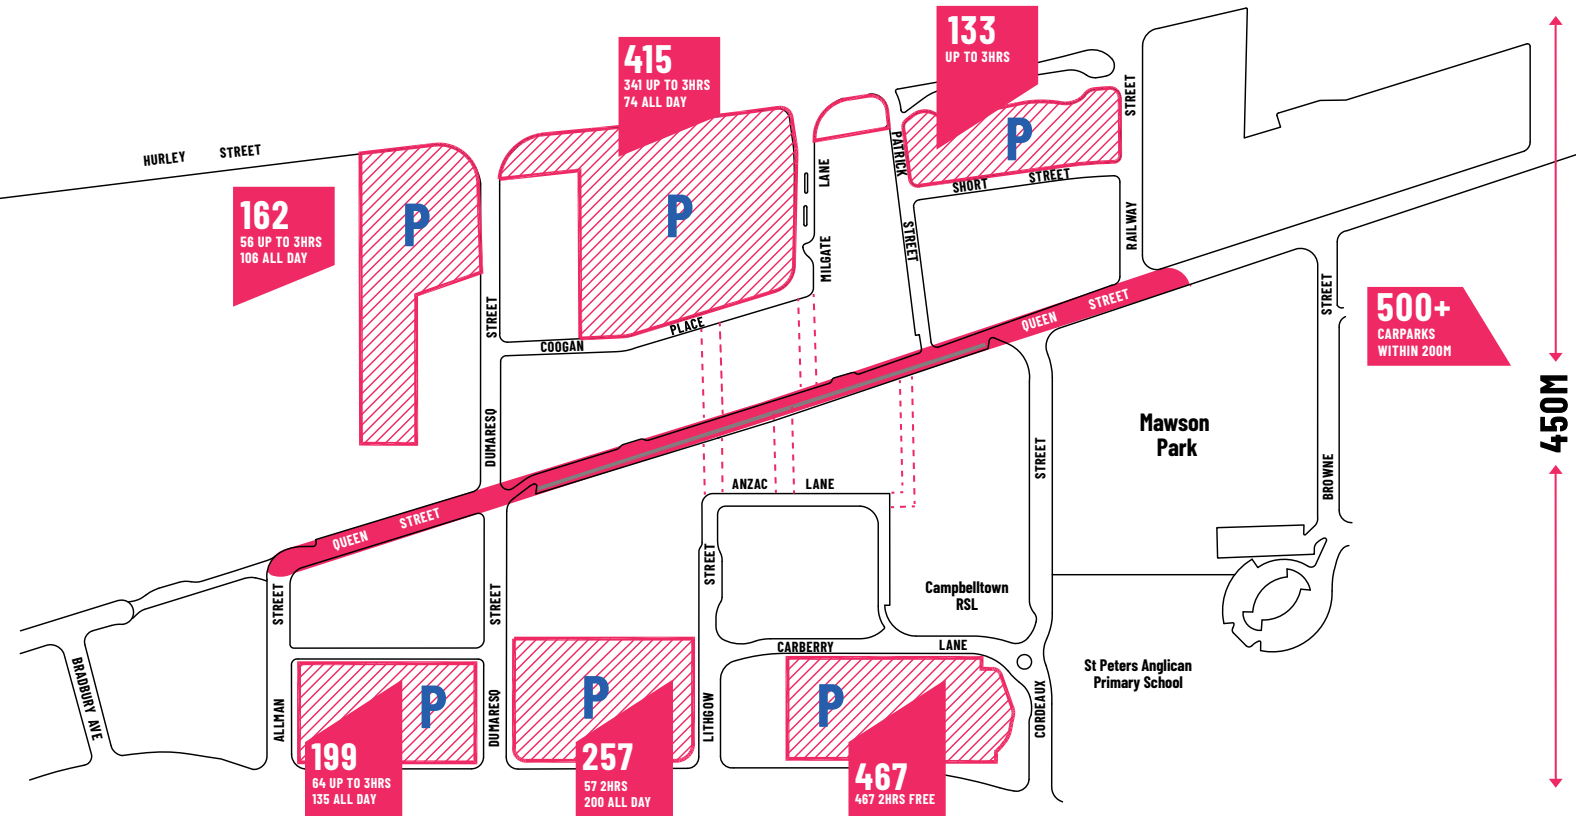 133
UP TO 3HRS
415
341 UP TO 3HRS
74 ALL DAY
P
HURLEY STREET
162
56 UP TO 3HRS
106 ALL DAY
P
P
MILGATE LANE
PATRICK STREET
SHORT STREET
RAILWAY STREET
QUEEN STREET
COOGAN PLACE
DUMARESQ STREET
BROWNE STREET
500+
CARPARKS
WITHIN 200M
450M
Mawson
Park
QUEEN STREET
ANZAC LANE
CORDEAUX STREET
Campbelltown
RSL
CARBERRY LANE
St Peters Anglican
Primary School
BRADBURY AVE
ALLMAN STREET
DUMARESQ STREET
LITHGOW STREET
P
199
64 UP TO 3HRS
135 ALL DAY
P
257
57 2HRS
200 ALL DAY
P
467
467 2HRS FREE